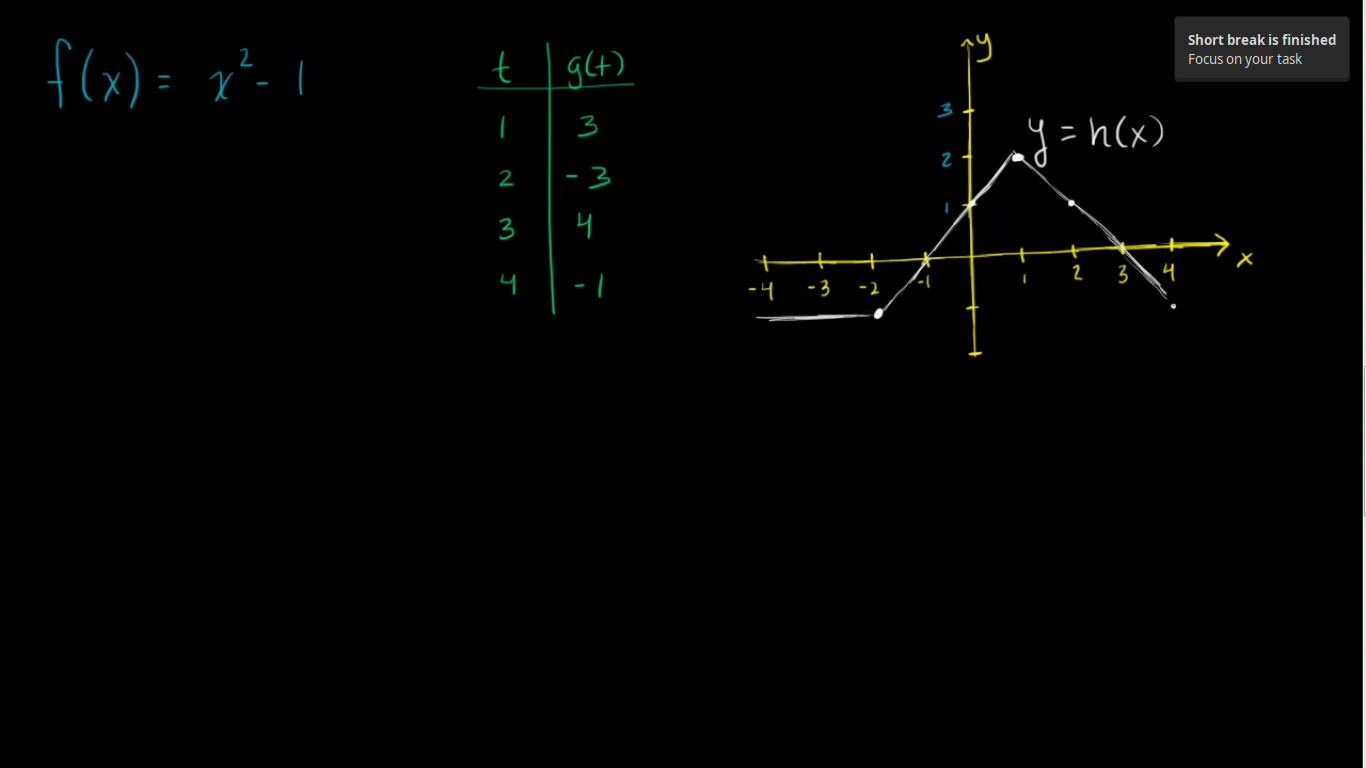 f(x) = x² - 1
t g(t)
1 3
2 -3
3 4
4 -1
y
3
2
1
y = h(x)
-4 -3 -2 -1 1 2 3 4 x
Short break is finished
Focus on your task